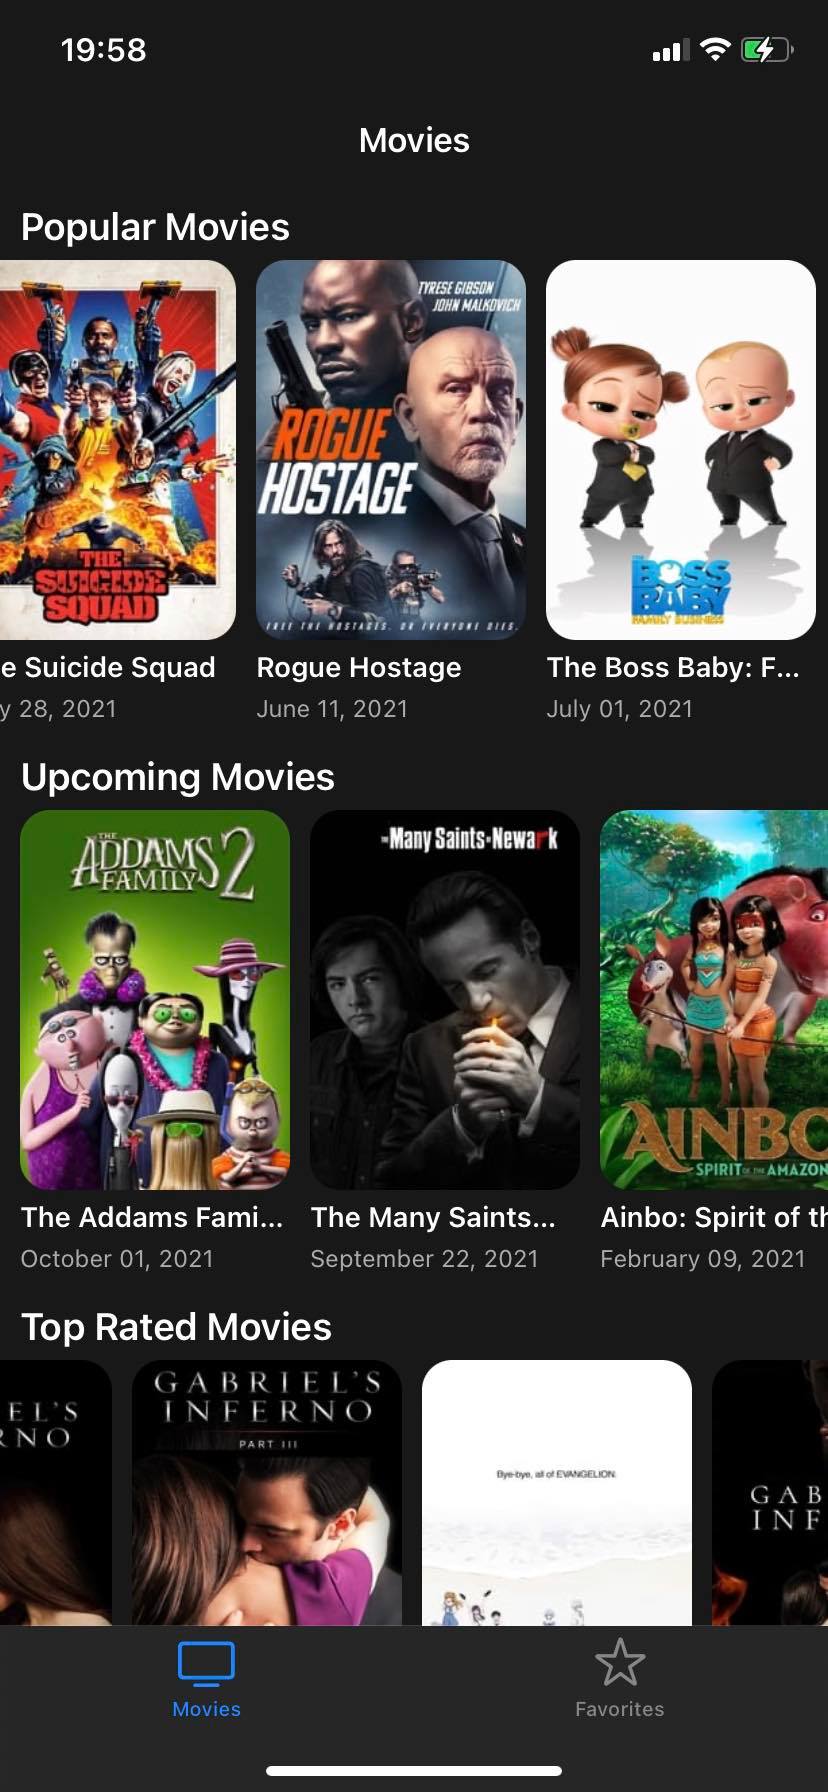 19:58
Movies
Popular Movies
THE
SUICIDE
SQUAD
TYRESE GIBSON
JOHN MALKOVICH
ROGUE
HOSTAGE
FREE THE HOSTAGES. OR EVERYONE DIES.
THE
BOSS
BABY
FAMILY BUSINESS
e Suicide Squad
Rogue Hostage
The Boss Baby: F...
y 28, 2021
June 11, 2021
July 01, 2021
Upcoming Movies
THE
ADDAMS
FAMILY 2
THE Many Saints OF Newark
AINBO
SPIRIT OF THE AMAZON
The Addams Fami...
The Many Saints...
Ainbo: Spirit of th
October 01, 2021
September 22, 2021
February 09, 2021
Top Rated Movies
EL'S
RNO
GABRIEL'S
INFERNO
PART III
Bye-bye, all of EVANGELION.
GAB
INF
Movies
Favorites